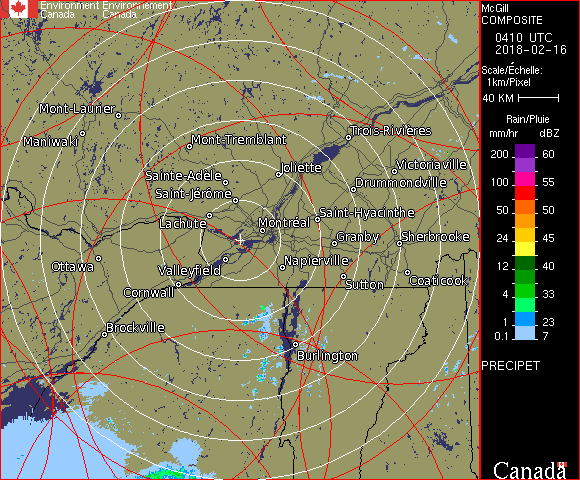 Environment Environnement
Canada Canada
McGill
COMPOSITE
0410 UTC
2018-02-16
Scale/Échelle:
1km/Pixel
40 KM
Rain/Pluie
mm/hr dBZ
200 60
100 55
50 50
24 45
12 40
4 33
1 23
0.1 7
PRECIPET
Mont-Laurier
Maniwaki
Mont-Tremblant
Trois-Rivières
Sainte-Adèle
Joliette
Victoriaville
Saint-Jérôme
Drummondville
Lachute
Montréal
Saint-Hyacinthe
Granby
Sherbrooke
Ottawa
Valleyfield
Napierville
Cornwall
Sutton
Coaticook
Brockville
Burlington
Canada